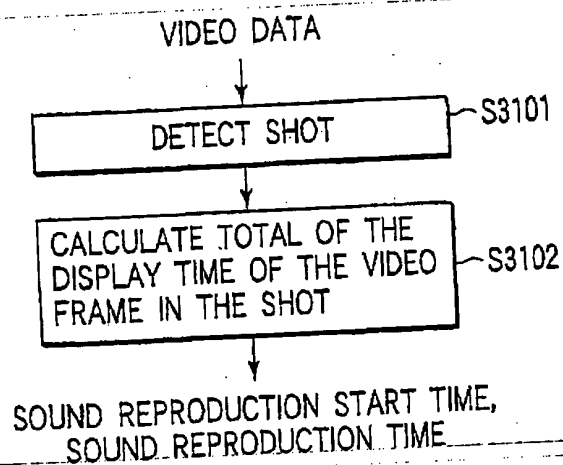 VIDEO DATA
DETECT SHOT
S3101
CALCULATE TOTAL OF THE
DISPLAY TIME OF THE VIDEO
FRAME IN THE SHOT
S3102
SOUND REPRODUCTION START TIME,
SOUND REPRODUCTION TIME